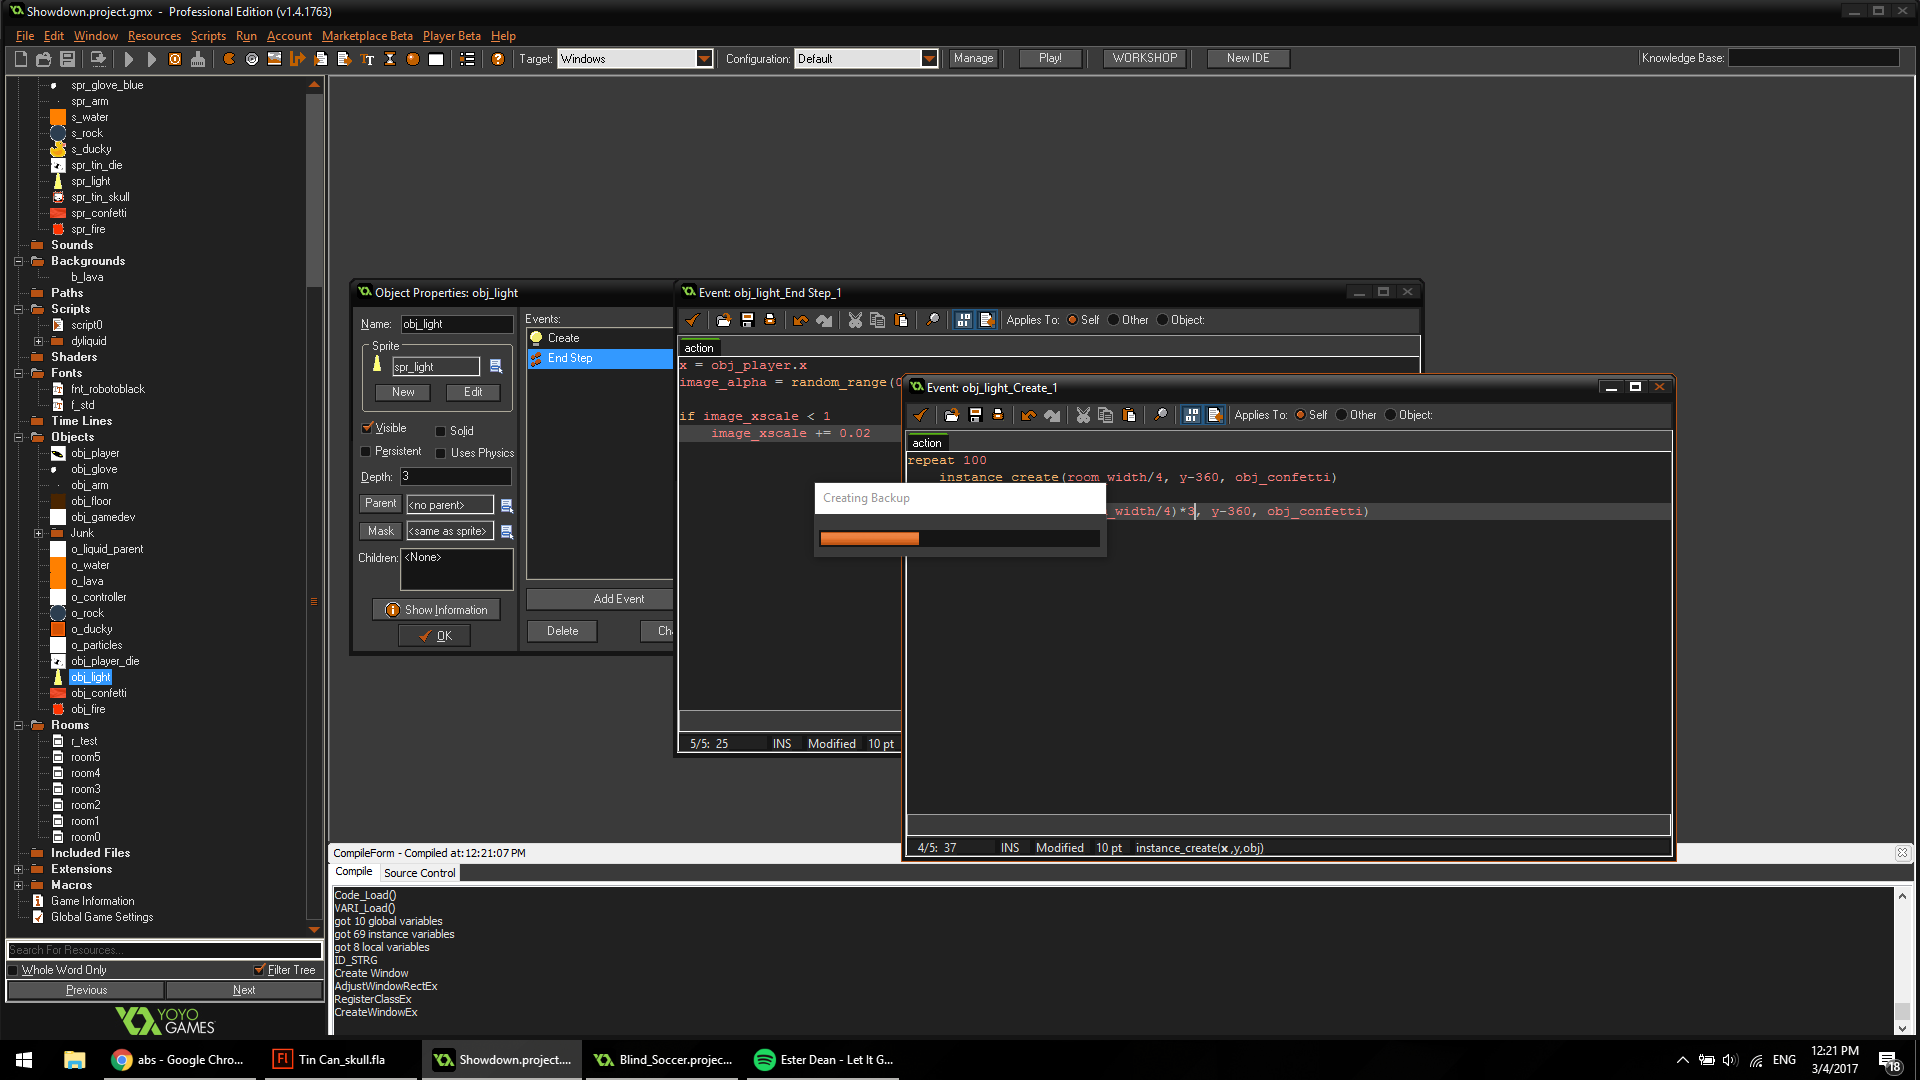 Showdown.project.gmx - Professional Edition (v1.4.1763)
File Edit Window Resources Scripts Run Account Marketplace Beta Player Beta Help
Target: Windows Configuration: Default Manage Play! WORKSHOP New IDE Knowledge Base:
spr_glove_blue
spr_arm
s_water
s_rock
s_ducky
spr_tin_die
spr_light
spr_tin_skull
spr_confetti
spr_fire
Sounds
Backgrounds
b_lava
Paths
Scripts
script0
dyliquid
Shaders
Fonts
fnt_robotoblack
f_std
Time Lines
Objects
obj_player
obj_glove
obj_arm
obj_floor
obj_gamedev
Junk
o_liquid_parent
o_water
o_lava
o_controller
o_rock
o_ducky
o_particles
obj_player_die
obj_light
obj_confetti
obj_fire
Rooms
r_test
room5
room4
room3
room2
room1
room0
Included Files
Extensions
Macros
Game Information
Global Game Settings
Search For Resources...
Whole Word Only Filter Tree
Previous Next
YOYO
GAMES
Object Properties: obj_light
Name: obj_light
Sprite
spr_light
New Edit
Visible Solid
Persistent Uses Physics
Depth: 3
Parent <no parent>
Mask <same as sprite>
Children: <None>
Show Information
OK
Events:
Create
End Step
Add Event
Delete
Event: obj_light_End Step_1
Applies To: Self Other Object:
action
x = obj_player.x
image_alpha = random_range(
if image_xscale < 1
image_xscale += 0.02
5/5: 25 INS Modified 10 pt
Event: obj_light_Create_1
Applies To: Self Other Object:
action
repeat 100
instance_create(room_width/4, y-360, obj_confetti)
_width/4)*3, y-360, obj_confetti)
4/5: 37 INS Modified 10 pt instance_create(x ,y,obj)
Creating Backup
CompileForm - Compiled at: 12:21:07 PM
Compile Source Control
Code_Load()
VARI_Load()
got 10 global variables
got 69 instance variables
got 8 local variables
ID_STRG
Create Window
AdjustWindowRectEx
RegisterClassEx
CreateWindowEx
abs - Google Chro...
Fl Tin Can_skull.fla
Showdown.project....
Blind_Soccer.projec...
Ester Dean - Let It G...
ENG
12:21 PM
3/4/2017
18